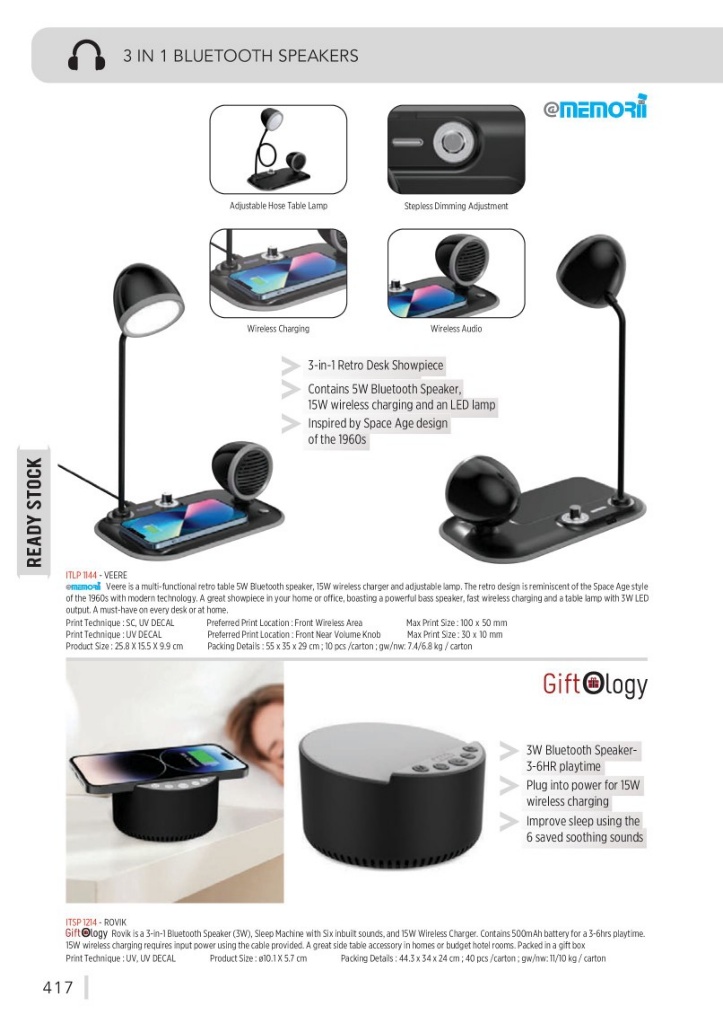 3 IN 1 BLUETOOTH SPEAKERS
@memorii
Adjustable Hose Table Lamp
Stepless Dimming Adjustment
Wireless Charging
Wireless Audio
3-in-1 Retro Desk Showpiece
Contains 5W Bluetooth Speaker,
15W wireless charging and an LED lamp
Inspired by Space Age design
of the 1960s
READY STOCK
ITLP 1144 - VEERE
@memorii Veere is a multi-functional retro table 5W Bluetooth speaker, 15W wireless charger and adjustable lamp. The retro design is reminiscent of the Space Age style
of the 1960s with modern technology. A great showpiece in your home or office, boasting a powerful bass speaker, fast wireless charging and a table lamp with 3W LED
output. A must-have on every desk or at home.
Print Technique : SC, UV DECAL Preferred Print Location : Front Wireless Area Max Print Size : 100 x 50 mm
Print Technique : UV DECAL Preferred Print Location : Front Near Volume Knob Max Print Size : 30 x 10 mm
Product Size : 25.8 X 15.5 X 9.9 cm Packing Details : 55 x 35 x 29 cm ; 10 pcs /carton ; gw/nw: 7.4/6.8 kg / carton
GiftOlogy
3W Bluetooth Speaker-
3-6HR playtime
Plug into power for 15W
wireless charging
Improve sleep using the
6 saved soothing sounds
ITSP 1214 - ROVIK
GiftOlogy Rovik is a 3-in-1 Bluetooth Speaker (3W), Sleep Machine with Six inbuilt sounds, and 15W Wireless Charger. Contains 500mAh battery for a 3-6hrs playtime.
15W wireless charging requires input power using the cable provided. A great side table accessory in homes or budget hotel rooms. Packed in a gift box
Print Technique : UV, UV DECAL Product Size : ø10.1 X 5.7 cm Packing Details : 44.3 x 34 x 24 cm ; 40 pcs /carton ; gw/nw: 11/10 kg / carton
417